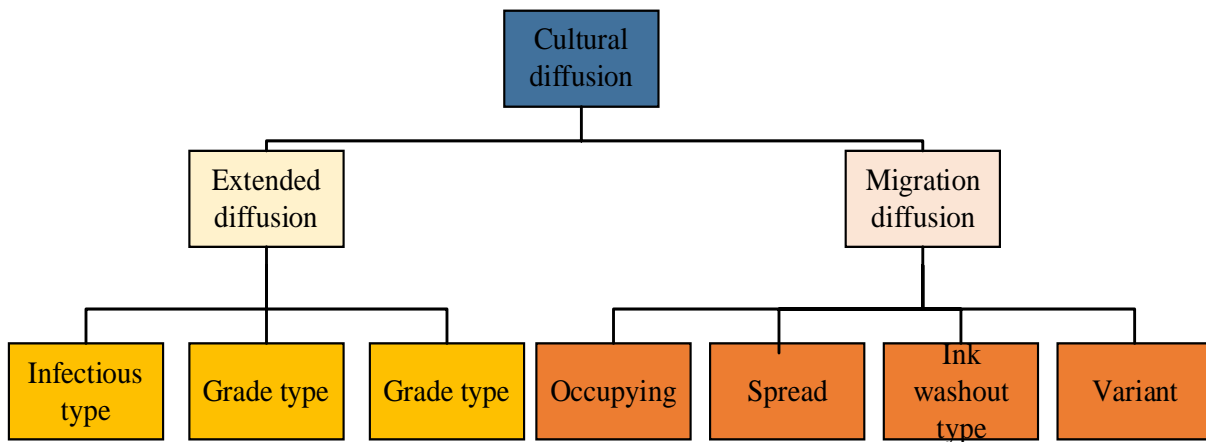 Cultural
diffusion
Extended
diffusion
Migration
diffusion
Infectious
type
Grade type
Grade type
Occupying
Spread
Ink
washout
type
Variant